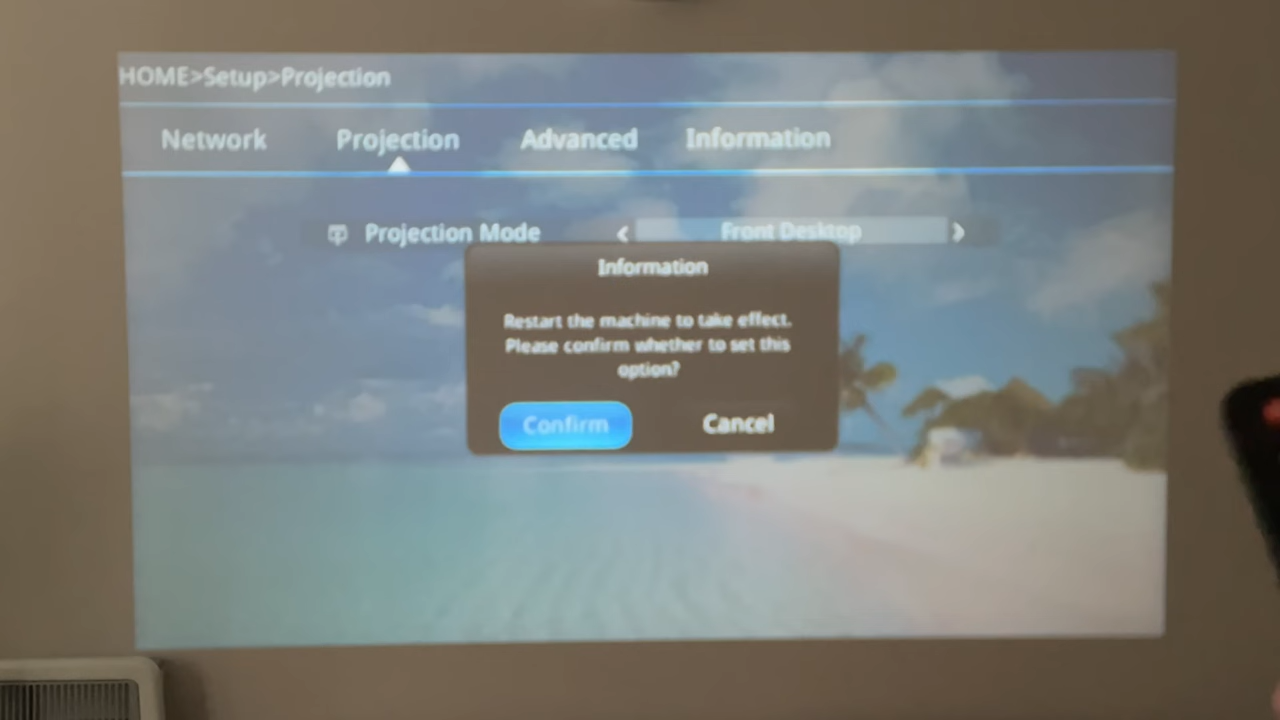 HOME>Setup>Projection
Network Projection Advanced Information
Projection Mode < Front Desktop >
Information
Restart the machine to take effect.
Please confirm whether to set this
option?
Confirm Cancel